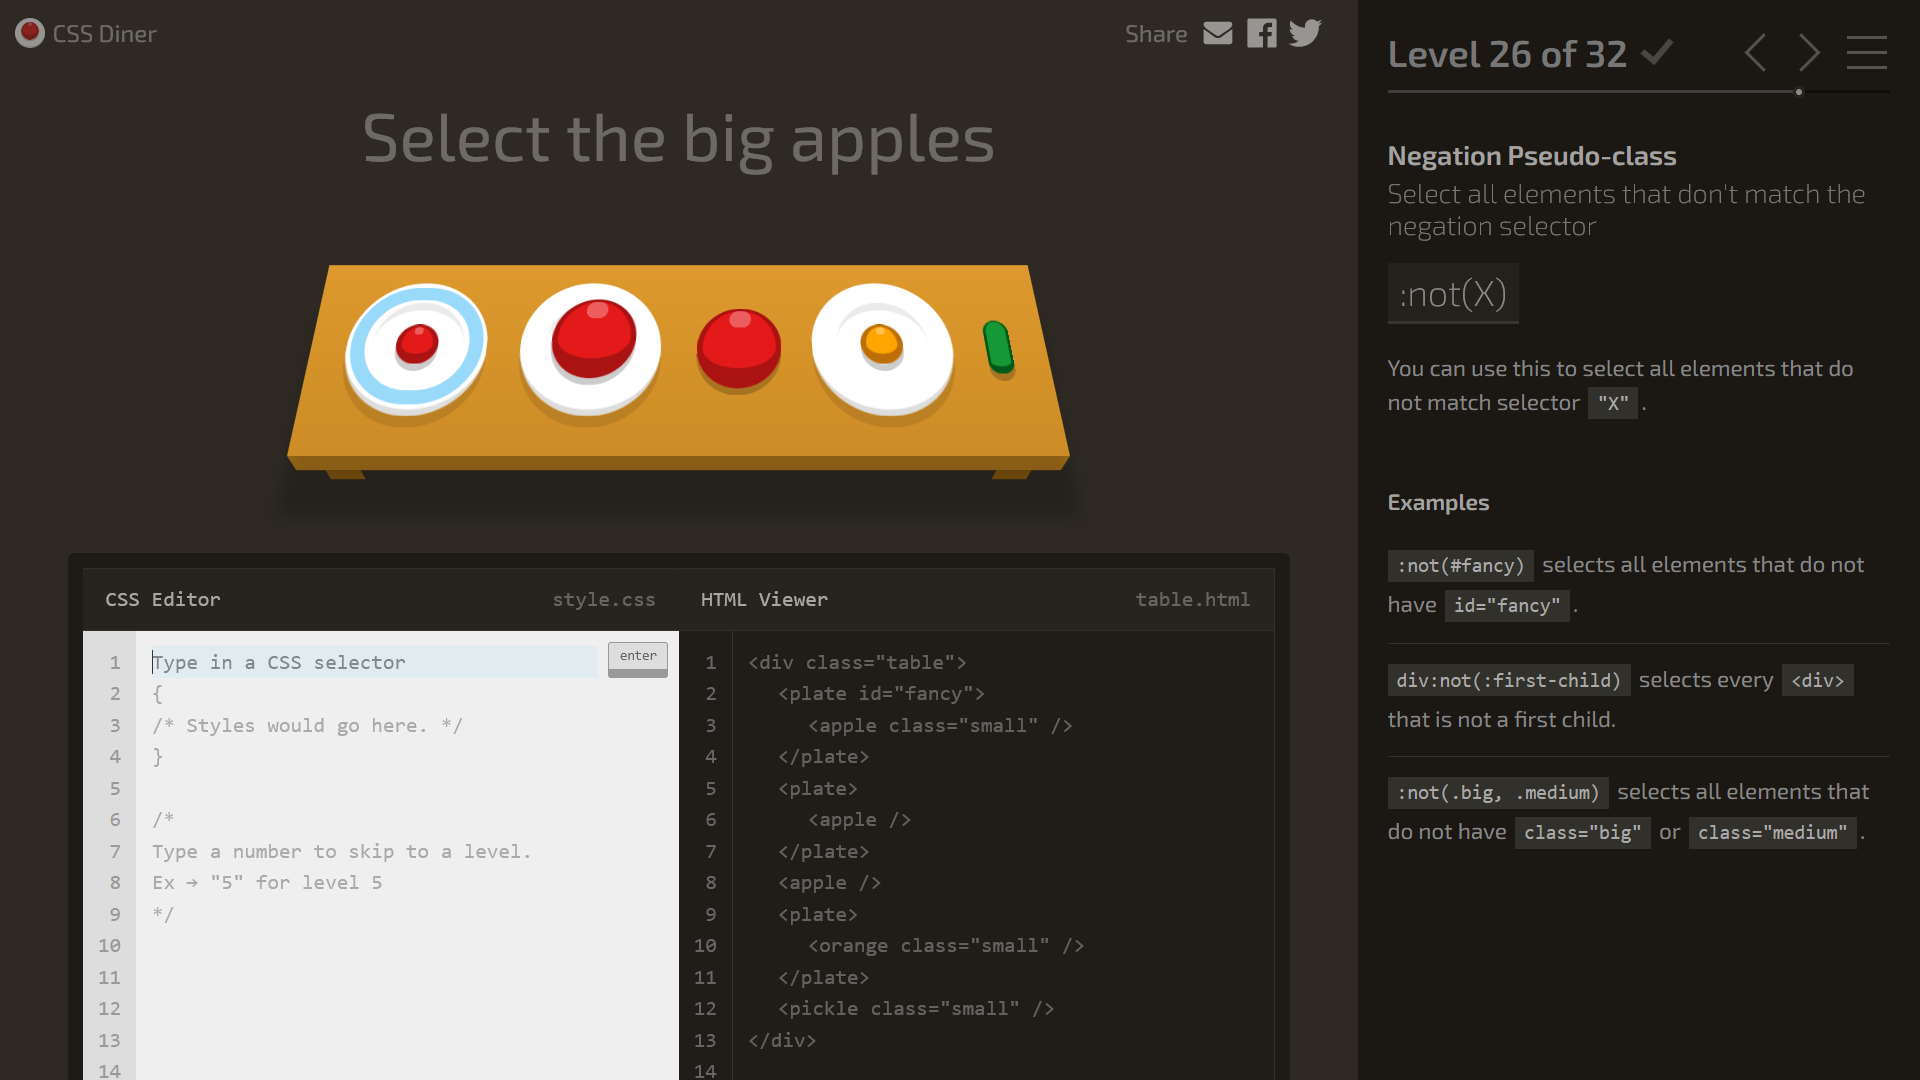 CSS Diner
Share
Select the big apples
CSS Editor
style.css
1 Type in a CSS selector
enter
2 {
3 /* Styles would go here. */
4 }
5
6 /*
7 Type a number to skip to a level.
8 Ex → "5" for level 5
9 */
10
11
12
13
14
HTML Viewer
table.html
1 <div class="table">
2 <plate id="fancy">
3 <apple class="small" />
4 </plate>
5 <plate>
6 <apple />
7 </plate>
8 <apple />
9 <plate>
10 <orange class="small" />
11 </plate>
12 <pickle class="small" />
13 </div>
14
Level 26 of 32
Negation Pseudo-class
Select all elements that don't match the
negation selector
:not(X)
You can use this to select all elements that do
not match selector "X" .
Examples
:not(#fancy) selects all elements that do not
have id="fancy" .
div:not(:first-child) selects every <div>
that is not a first child.
:not(.big, .medium) selects all elements that
do not have class="big" or class="medium" .